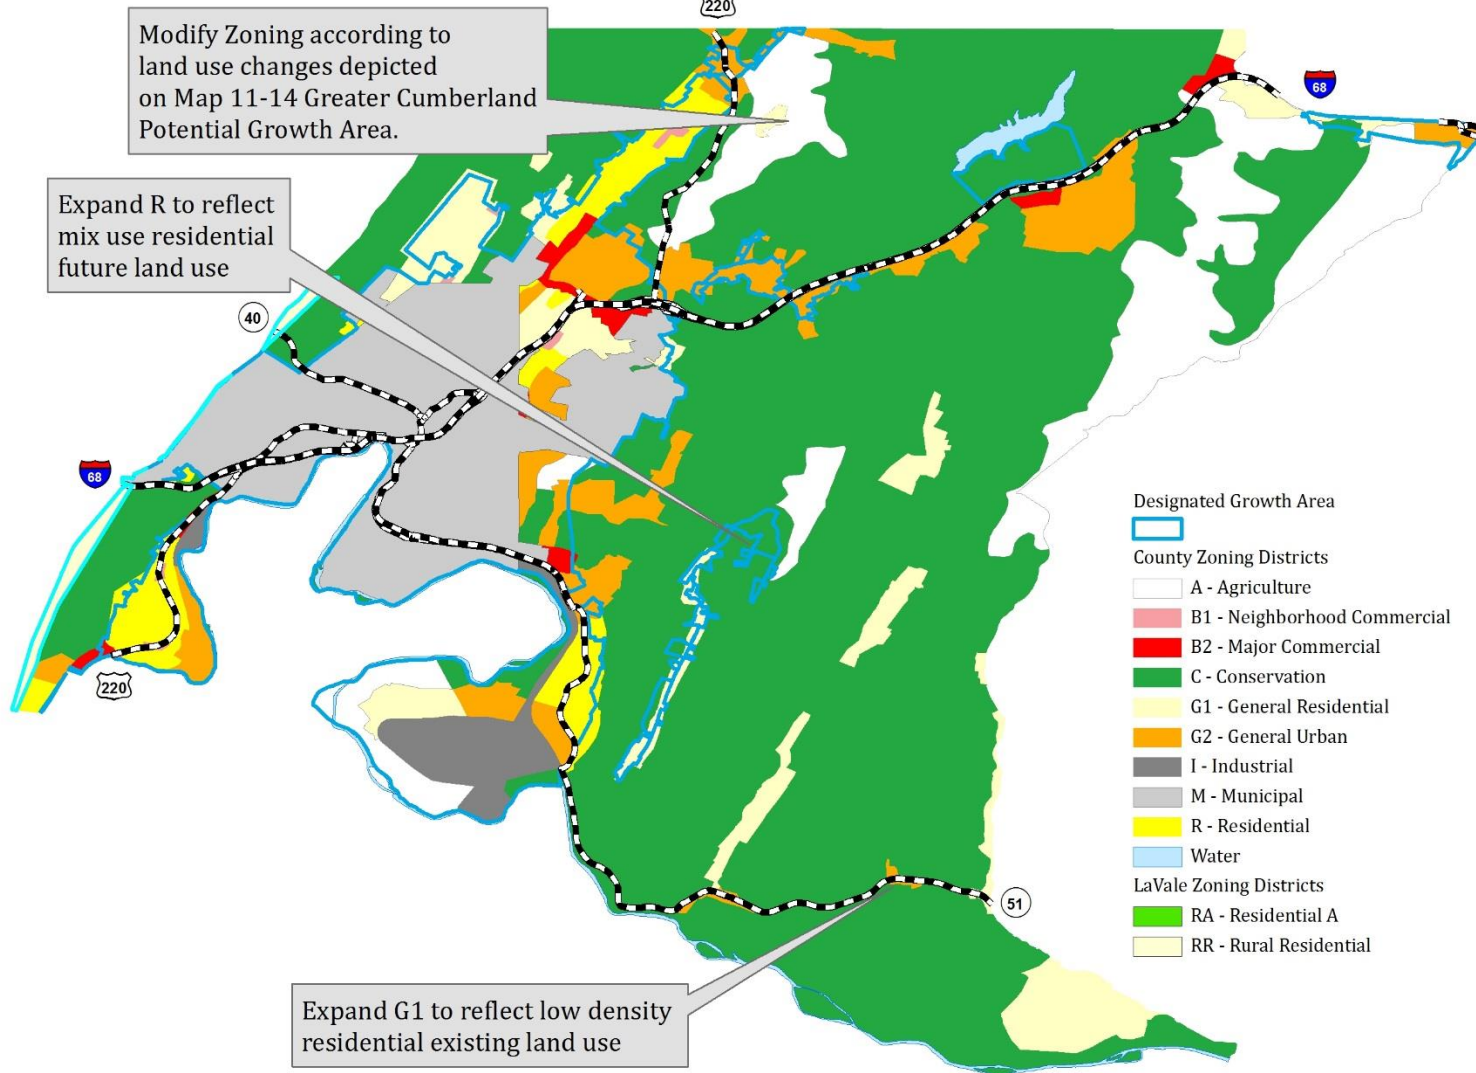 220
Modify Zoning according to
land use changes depicted
on Map 11-14 Greater Cumberland
Potential Growth Area.
68
Expand R to reflect
mix use residential
future land use
40
68
220
Designated Growth Area
County Zoning Districts
A - Agriculture
B1 - Neighborhood Commercial
B2 - Major Commercial
C - Conservation
G1 - General Residential
G2 - General Urban
I - Industrial
M - Municipal
R - Residential
Water
LaVale Zoning Districts
RA - Residential A
RR - Rural Residential
51
Expand G1 to reflect low density
residential existing land use